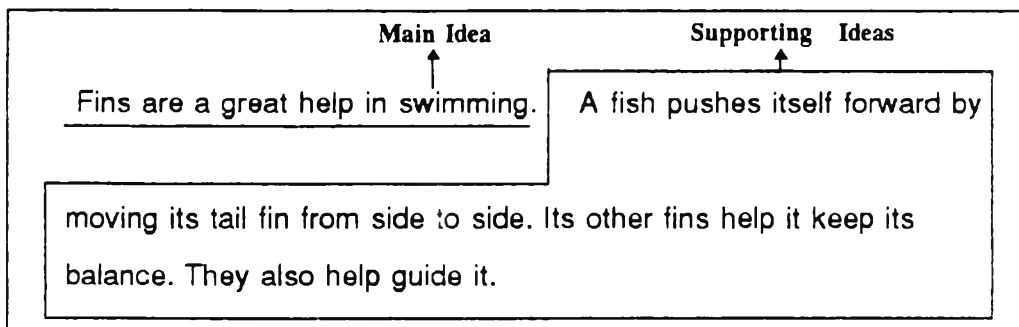 Main Idea Supporting Ideas
Fins are a great help in swimming. A fish pushes itself forward by
moving its tail fin from side to side. Its other fins help it keep its
balance. They also help guide it.